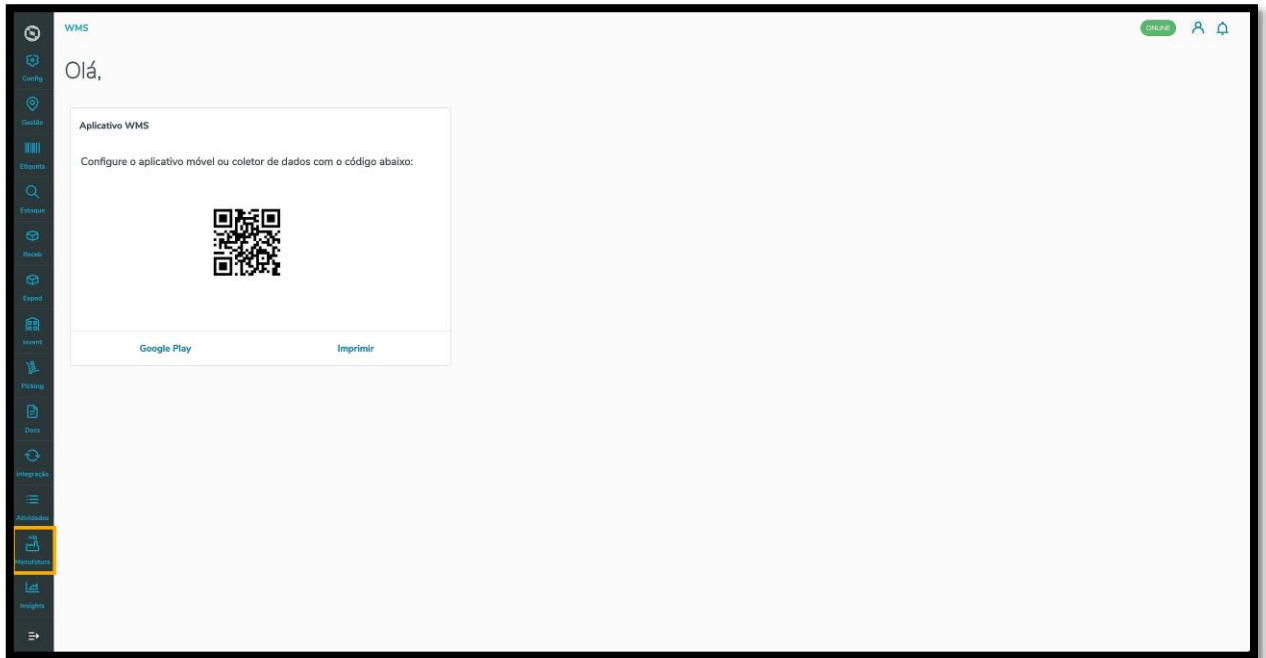 WMS
ONLINE
Olá,
Config
Gestão
Etiqueta
Estoque
Receb
Exped
Invent
Picking
Docs
Integração
Atividades
Manufatura
Insights
Aplicativo WMS
Configure o aplicativo móvel ou coletor de dados com o código abaixo:
Google Play Imprimir